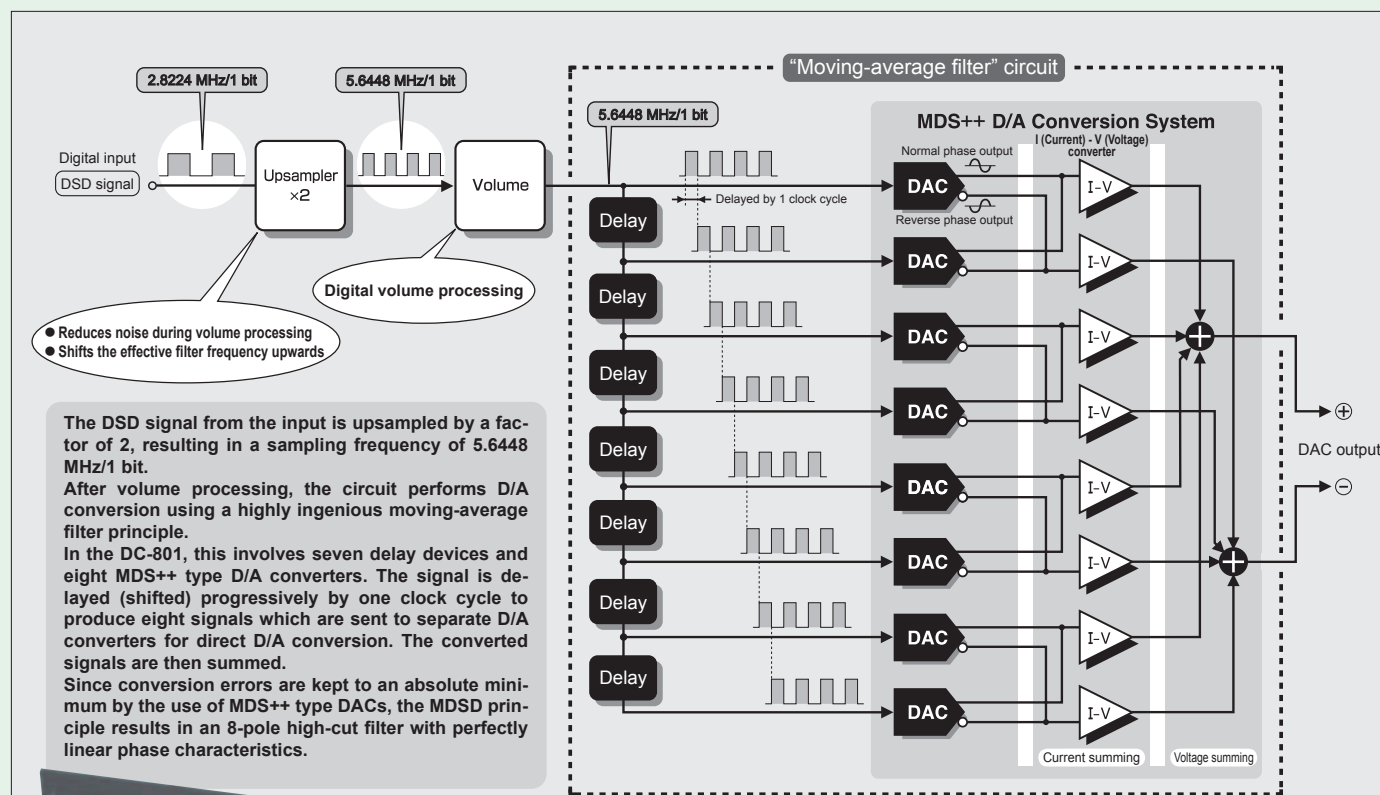 “Moving-average filter” circuit
2.8224 MHz/1 bit
5.6448 MHz/1 bit
5.6448 MHz/1 bit
Digital input
DSD signal
Upsampler
×2
Volume
● Reduces noise during volume processing
● Shifts the effective filter frequency upwards
Digital volume processing
The DSD signal from the input is upsampled by a fac-
tor of 2, resulting in a sampling frequency of 5.6448
MHz/1 bit.
After volume processing, the circuit performs D/A
conversion using a highly ingenious moving-average
filter principle.
In the DC-801, this involves seven delay devices and
eight MDS++ type D/A converters. The signal is de-
layed (shifted) progressively by one clock cycle to
produce eight signals which are sent to separate D/A
converters for direct D/A conversion. The converted
signals are then summed.
Since conversion errors are kept to an absolute mini-
mum by the use of MDS++ type DACs, the MDSD prin-
ciple results in an 8-pole high-cut filter with perfectly
linear phase characteristics.
Delay
Delay
Delay
Delay
Delay
Delay
Delay
Delayed by 1 clock cycle
MDS++ D/A Conversion System
I (Current) - V (Voltage)
converter
Normal phase output
Reverse phase output
DAC
DAC
DAC
DAC
DAC
DAC
DAC
DAC
I-V
I-V
I-V
I-V
I-V
I-V
I-V
I-V
+
+
Current summing
Voltage summing
⊕
DAC output
⊖